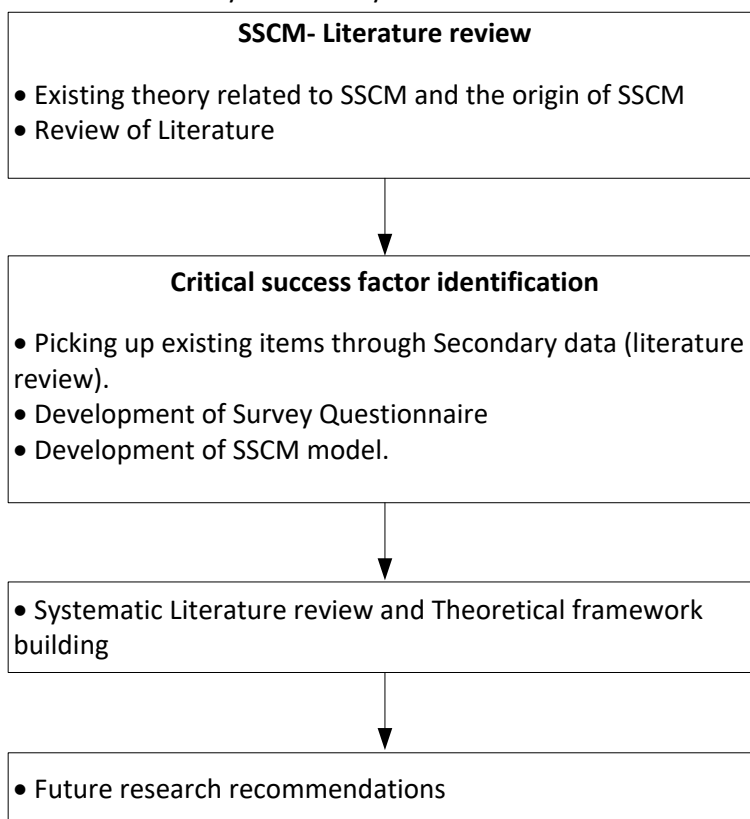 SSCM- Literature review
• Existing theory related to SSCM and the origin of SSCM
• Review of Literature
Critical success factor identification
• Picking up existing items through Secondary data (literature
review).
• Development of Survey Questionnaire
• Development of SSCM model.
• Systematic Literature review and Theoretical framework
building
• Future research recommendations